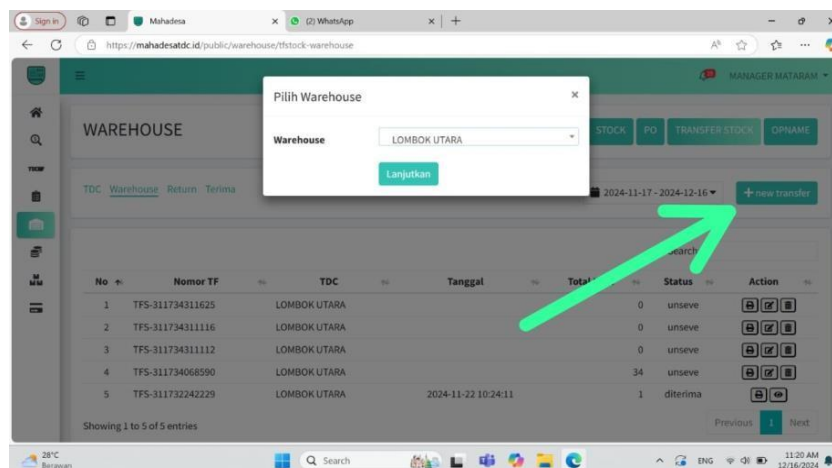 Sign in
Mahadesa
(2) WhatsApp
https://mahadesatdc.id/public/warehouse/tfstock-warehouse
MANAGER MATARAM
Pilih Warehouse
WAREHOUSE
Warehouse
LOMBOK UTARA
STOCK PO TRANSFER STOCK OPNAME
Lanjutkan
TDC Warehouse Return Terima
2024-11-17 - 2024-12-16
+ new transfer
Search
No Nomor TF TDC Tanggal Total Status Action
1 TFS-311734311625 LOMBOK UTARA 0 unseve
2 TFS-311734311116 LOMBOK UTARA 0 unseve
3 TFS-311734311112 LOMBOK UTARA 0 unseve
4 TFS-311734068590 LOMBOK UTARA 34 unseve
5 TFS-311732242229 LOMBOK UTARA 2024-11-22 10:24:11 1 diterima
Showing 1 to 5 of 5 entries
Previous 1 Next
28°C
Berawan
Search
ENG
11:20 AM
12/16/2024